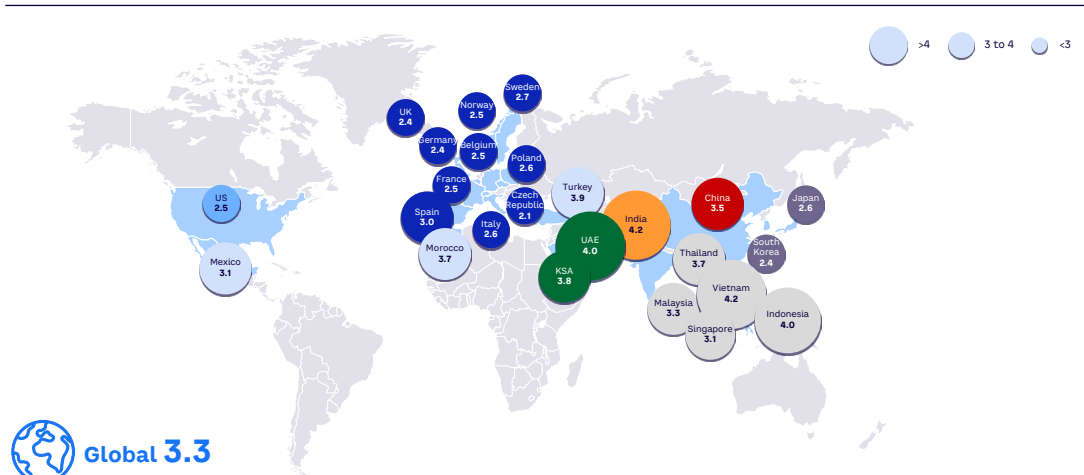 >4
3 to 4
<3
Sweden
2.7
Norway
2.5
UK
2.4
Germany
2.4
Belgium
2.5
Poland
2.6
France
2.5
Turkey
3.9
Czech
Republic
2.1
Spain
3.0
Italy
2.6
US
2.5
Mexico
3.1
Morocco
3.7
India
4.2
UAE
4.0
KSA
3.8
China
3.5
Japan
2.6
South
Korea
2.4
Thailand
3.7
Vietnam
4.2
Malaysia
3.3
Singapore
3.1
Indonesia
4.0
Global 3.3